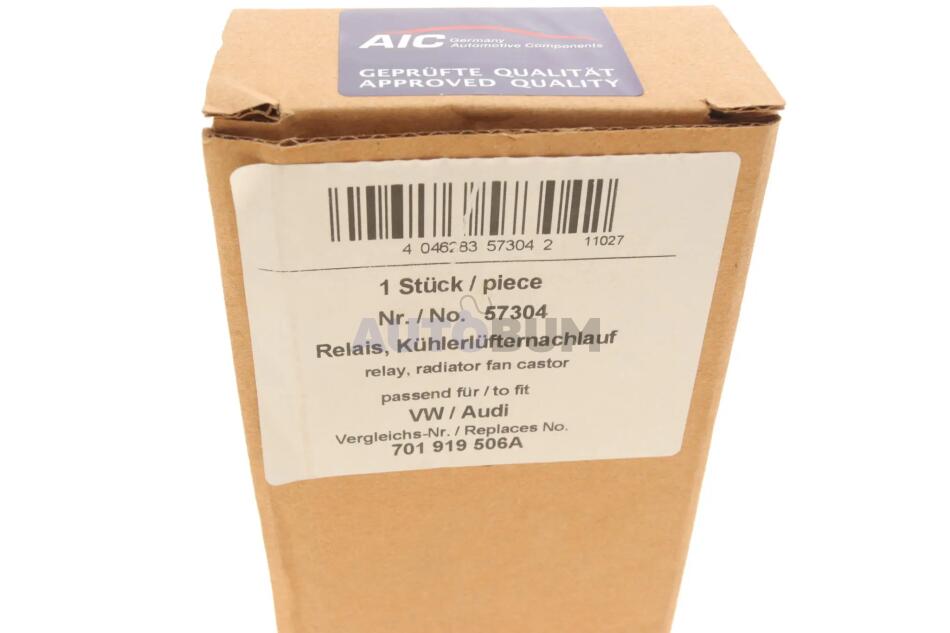 AIC Germany
Automotive Components
GEPRÜFTE QUALITÄT
APPROVED QUALITY
4 046283 57304 2 11027
1 Stück / piece
Nr. / No. 57304
AUTOBUM
Relais, Kühlerlüfternachlauf
relay, radiator fan castor
passend für / to fit
VW / Audi
Vergleichs-Nr. / Replaces No.
701 919 506A